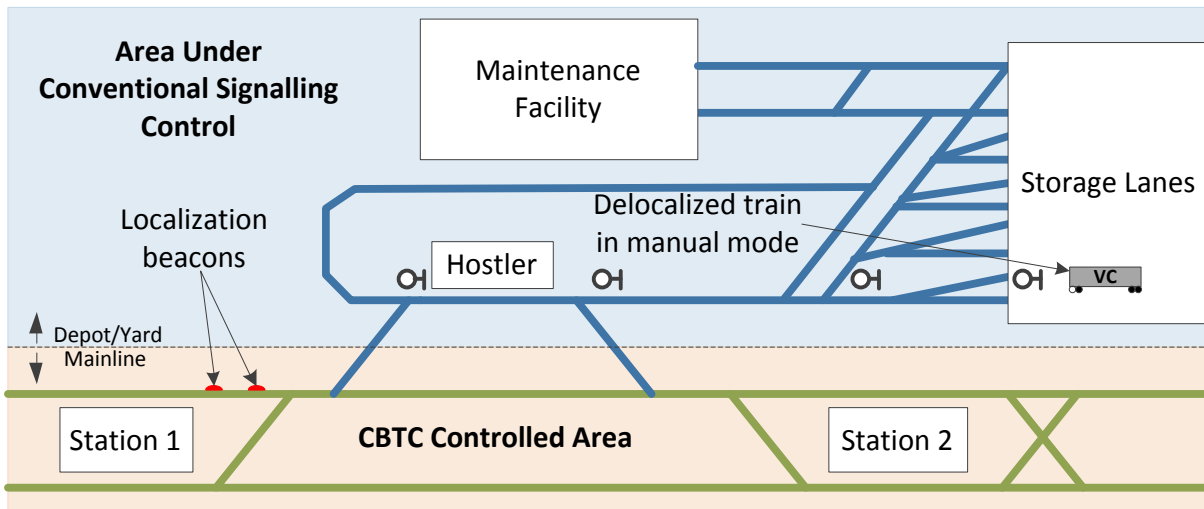 Area Under
Conventional Signalling
Control
Maintenance
Facility
Storage Lanes
Localization
beacons
Delocalized train
in manual mode
Hostler
VC
Depot/Yard
Mainline
Station 1
CBTC Controlled Area
Station 2